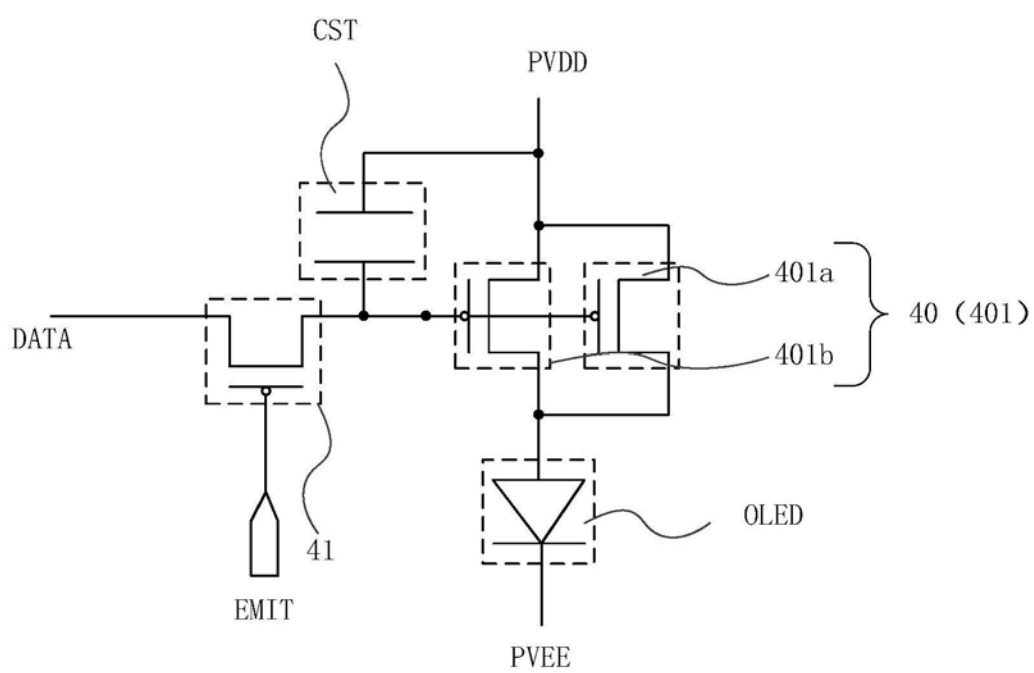 CST
PVDD
401a
40 (401)
DATA
401b
OLED
41
EMIT
PVEE